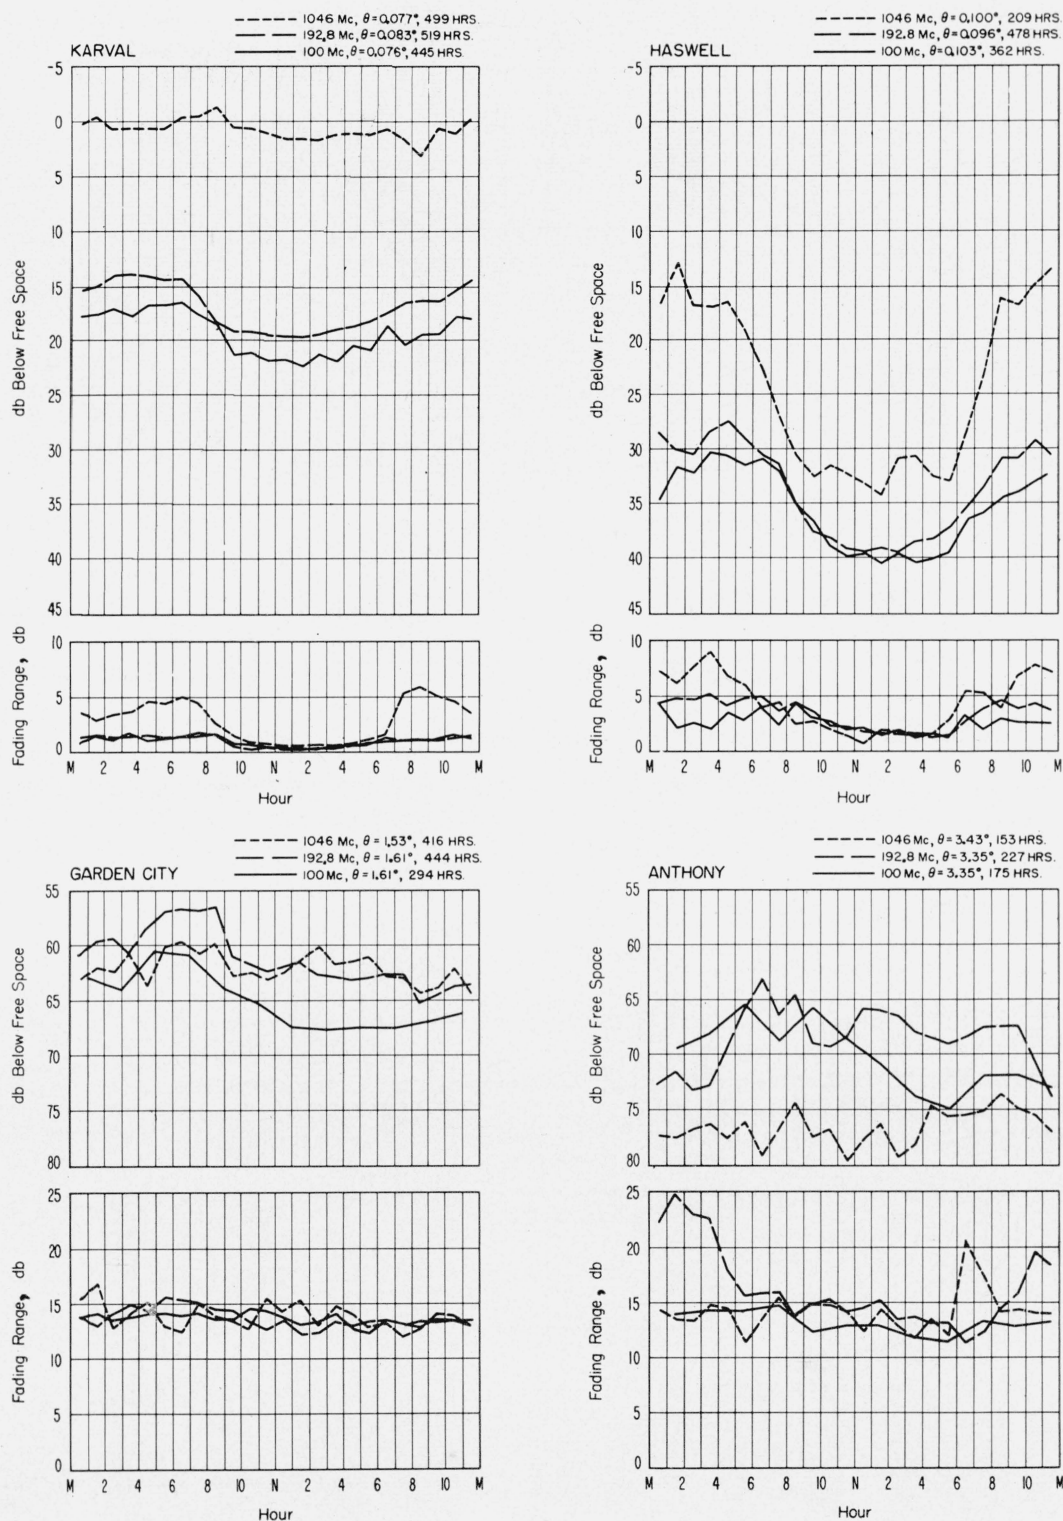 KARVAL
1046 Mc, θ = 0.077°, 499 HRS.
192.8 Mc, θ = 0.083°, 519 HRS.
100 Mc, θ = 0.076°, 445 HRS.
-5
0
5
10
15
20
25
30
35
40
45
db Below Free Space
10
5
0
Fading Range, db
M 2 4 6 8 10 N 2 4 6 8 10 M
Hour
HASWELL
1046 Mc, θ = 0.100°, 209 HRS.
192.8 Mc, θ = 0.096°, 478 HRS.
100 Mc, θ = 0.103°, 362 HRS.
-5
0
5
10
15
20
25
30
35
40
45
db Below Free Space
10
5
0
Fading Range, db
M 2 4 6 8 10 N 2 4 6 8 10 M
Hour
GARDEN CITY
1046 Mc, θ = 1.53°, 416 HRS.
192.8 Mc, θ = 1.61°, 444 HRS.
100 Mc, θ = 1.61°, 294 HRS.
55
60
65
70
75
80
db Below Free Space
25
20
15
10
5
0
Fading Range, db
M 2 4 6 8 10 N 2 4 6 8 10 M
Hour
ANTHONY
1046 Mc, θ = 3.43°, 153 HRS.
192.8 Mc, θ = 3.35°, 227 HRS.
100 Mc, θ = 3.35°, 175 HRS.
55
60
65
70
75
80
db Below Free Space
25
20
15
10
5
0
Fading Range, db
M 2 4 6 8 10 N 2 4 6 8 10 M
Hour